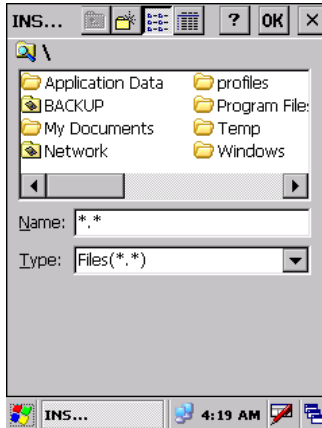 INS... ? OK ×
\
Application Data profiles
BACKUP Program File
My Documents Temp
Network Windows
Name: *.*
Type: Files(*.*)
INS... 4:19 AM